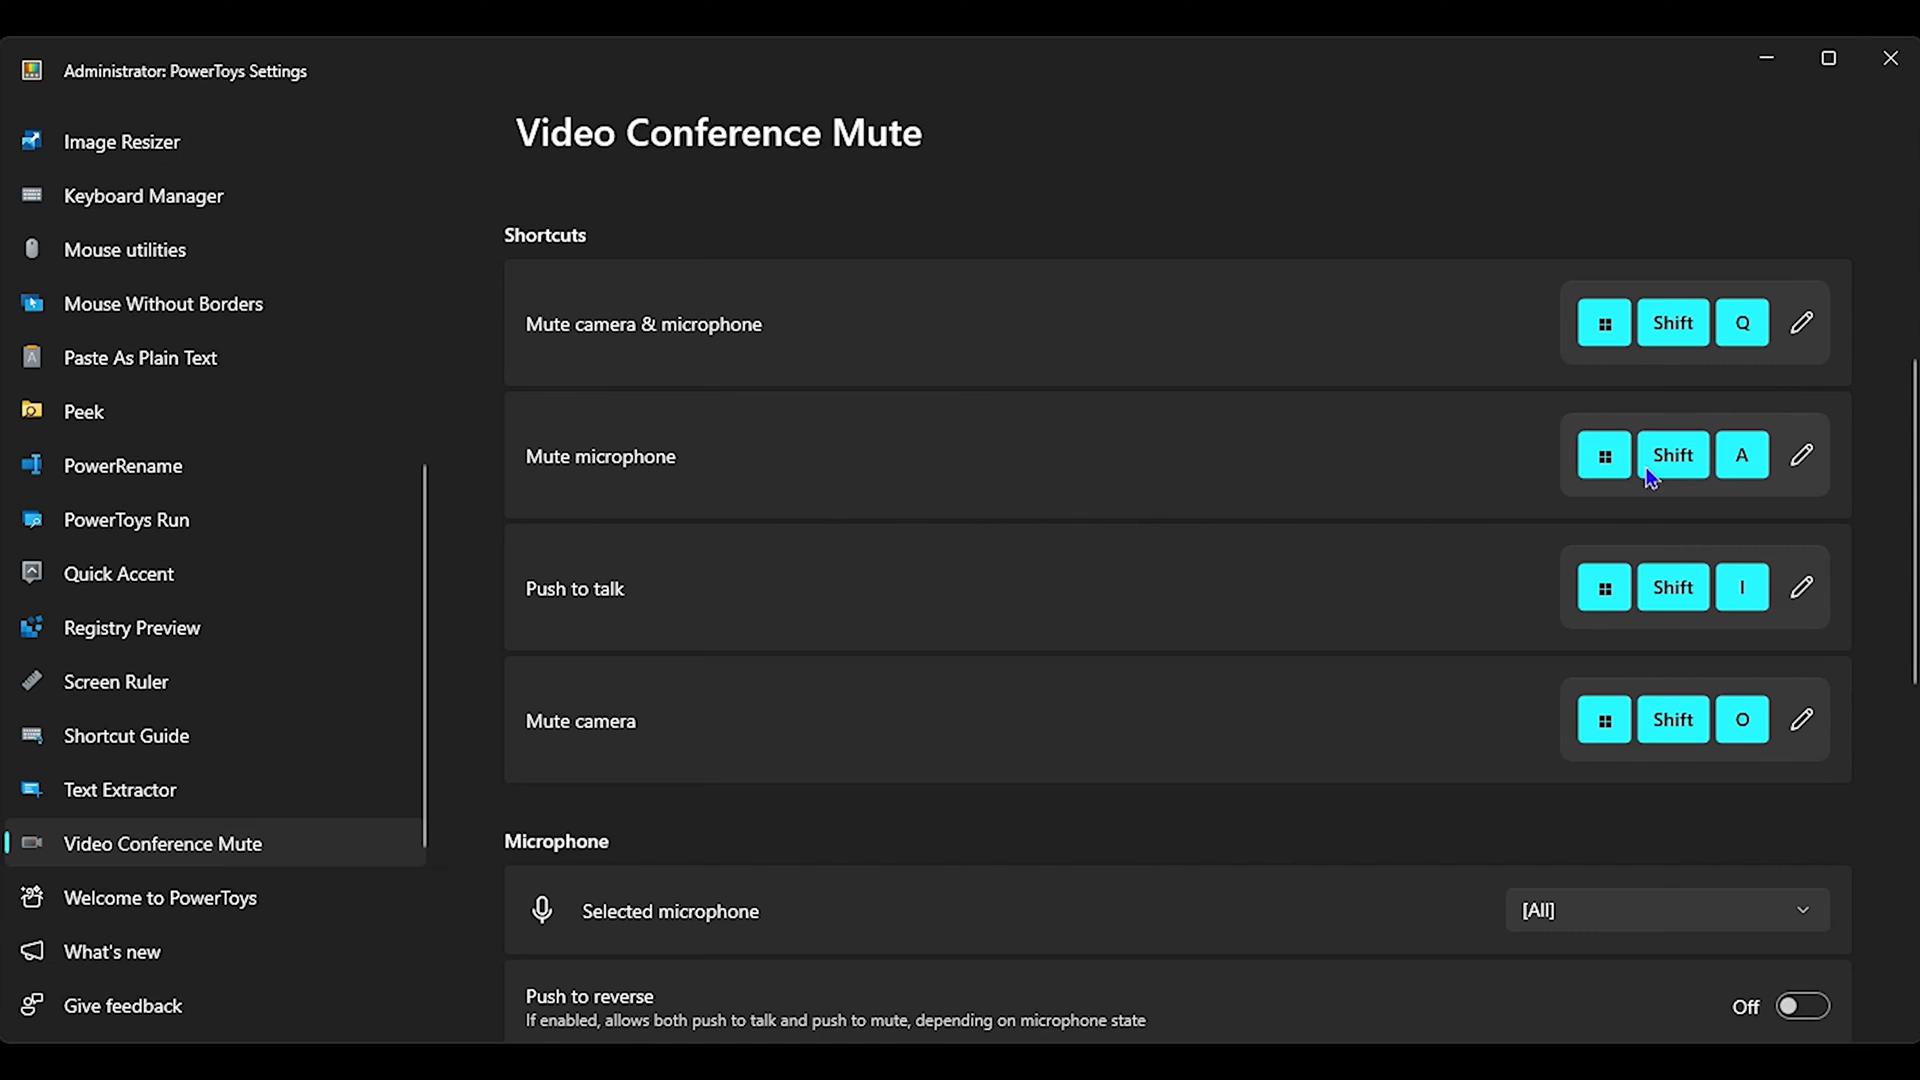 Administrator: PowerToys Settings
Image Resizer
Keyboard Manager
Mouse utilities
Mouse Without Borders
Paste As Plain Text
Peek
PowerRename
PowerToys Run
Quick Accent
Registry Preview
Screen Ruler
Shortcut Guide
Text Extractor
Video Conference Mute
Welcome to PowerToys
What's new
Give feedback
Video Conference Mute
Shortcuts
Mute camera & microphone Shift Q
Mute microphone Shift A
Push to talk Shift I
Mute camera Shift O
Microphone
Selected microphone [All]
Push to reverse Off
If enabled, allows both push to talk and push to mute, depending on microphone state